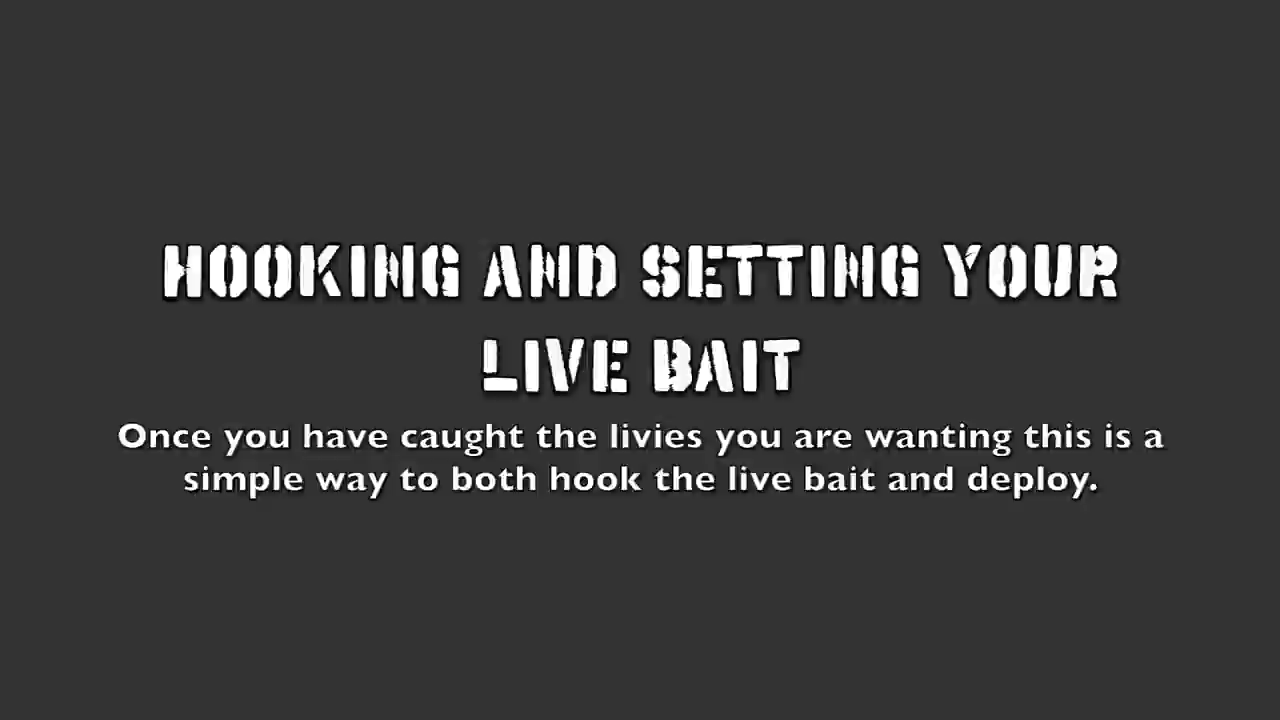 HOOKING AND SETTING YOUR
LIVE BAIT
Once you have caught the livies you are wanting this is a
simple way to both hook the live bait and deploy.